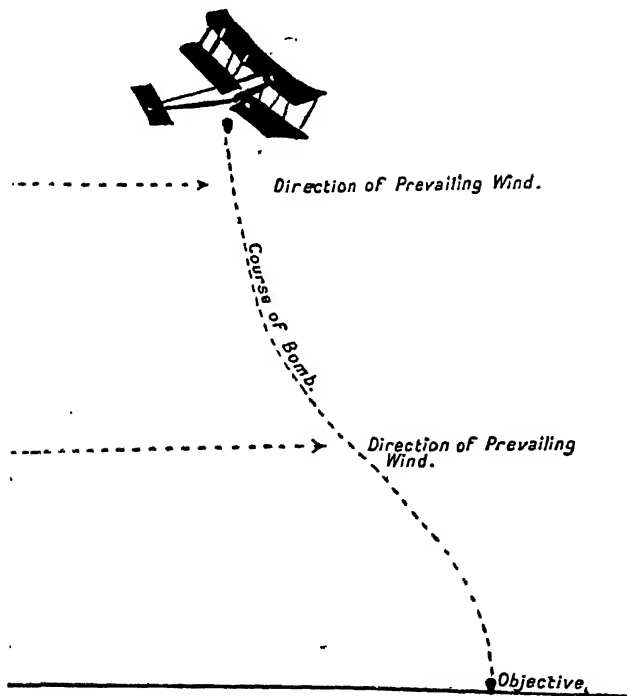 Direction of Prevailing Wind.
Course of Bomb.
Direction of Prevailing
Wind.
Objective.